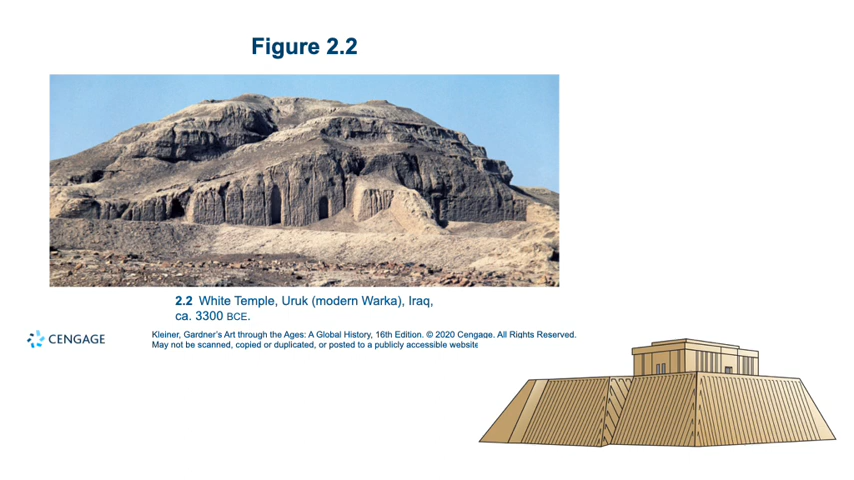 Figure 2.2
2.2 White Temple, Uruk (modern Warka), Iraq,
ca. 3300 BCE.
CENGAGE
Kleiner, Gardner's Art through the Ages: A Global History, 16th Edition. © 2020 Cengage. All Rights Reserved.
May not be scanned, copied or duplicated, or posted to a publicly accessible website